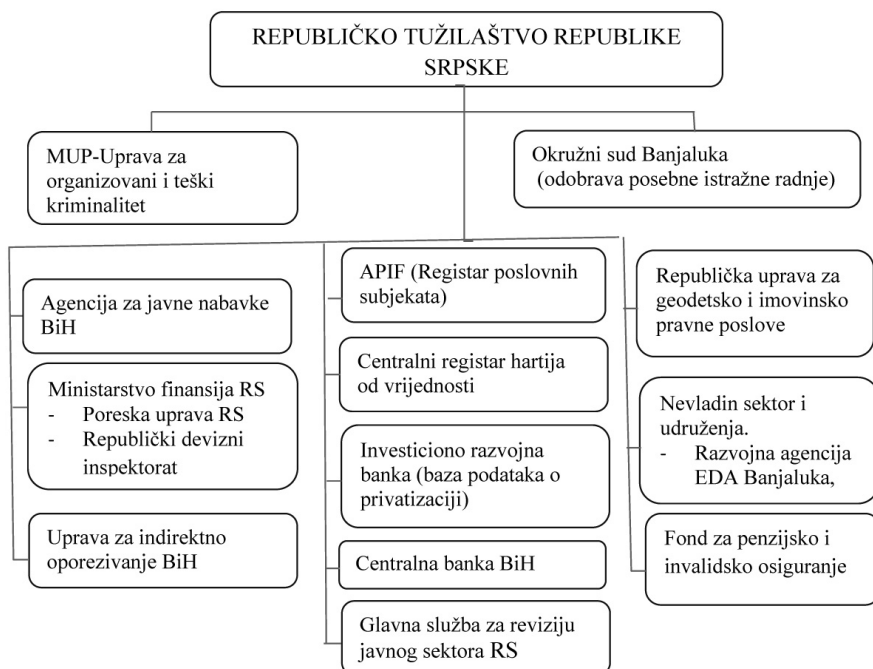 REPUBLIČKO TUŽILAŠTVO REPUBLIKE
SRPSKE
MUP-Uprava za
organizovani i teški
kriminalitet
Okružni sud Banjaluka
(odobrava posebne istražne radnje)
Agencija za javne nabavke
BiH
Ministarstvo finansija RS
- Poreska uprava RS
- Republički devizni
inspektorat
Uprava za indirektno
oporezivanje BiH
APIF (Registar poslovnih
subjekata)
Centralni registar hartija
od vrijednosti
Investiciono razvojna
banka (baza podataka o
privatizaciji)
Centralna banka BiH
Glavna služba za reviziju
javnog sektora RS
Republička uprava za
geodetsko i imovinsko
pravne poslove
Nevladin sektor i
udruženja.
- Razvojna agencija
EDA Banjaluka,
Fond za penzijsko i
invalidsko osiguranje